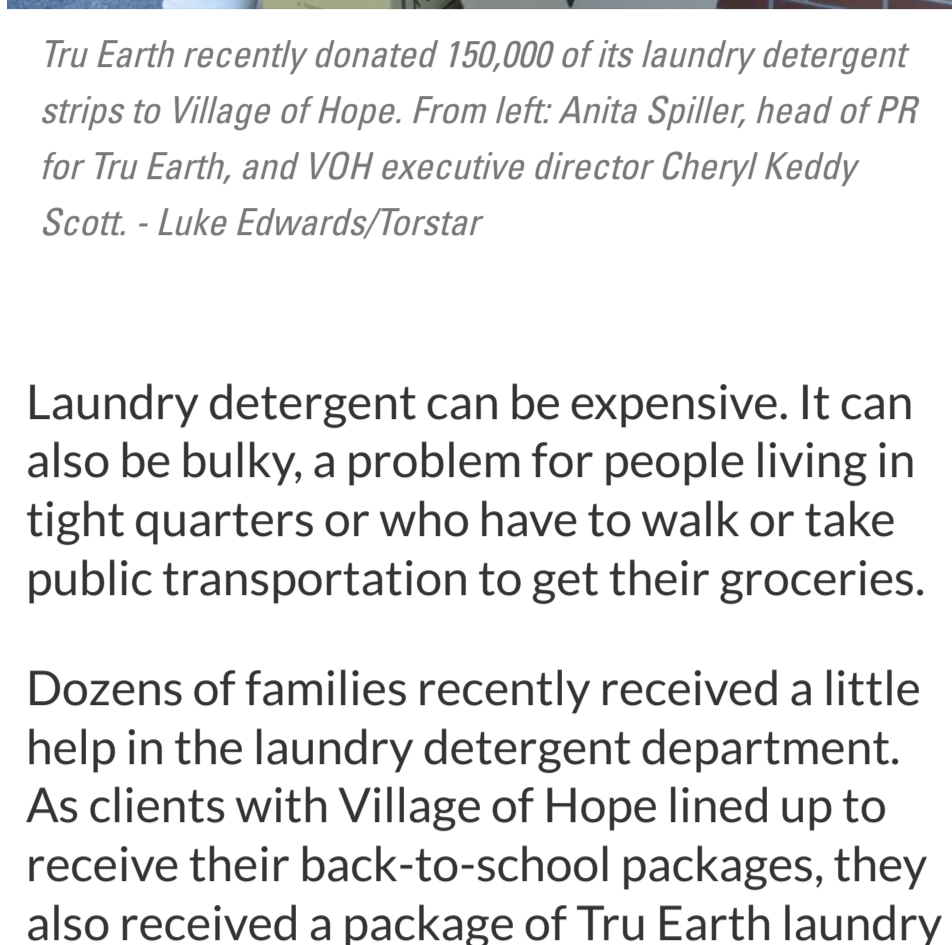 Tru Earth recently donated 150,000 of its laundry detergent
strips to Village of Hope. From left: Anita Spiller, head of PR
for Tru Earth, and VOH executive director Cheryl Keddy
Scott. - Luke Edwards/Torstar
Laundry detergent can be expensive. It can
also be bulky, a problem for people living in
tight quarters or who have to walk or take
public transportation to get their groceries.
Dozens of families recently received a little
help in the laundry detergent department.
As clients with Village of Hope lined up to
receive their back-to-school packages, they
also received a package of Tru Earth laundry